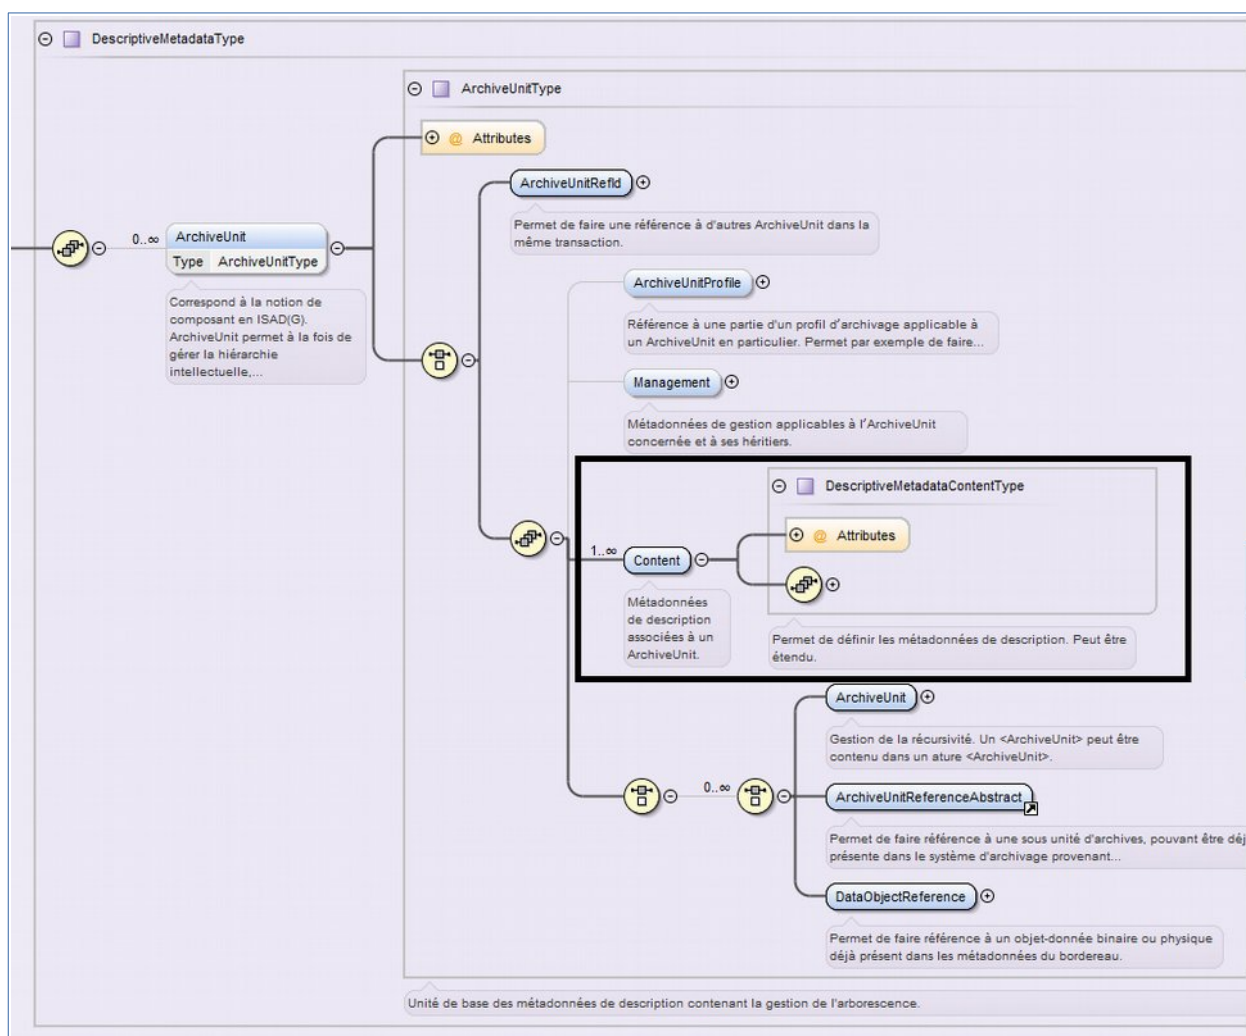 DescriptiveMetadataType
ArchiveUnitType
@ Attributes
ArchiveUnitRefId
Permet de faire une référence à d'autres ArchiveUnit dans la
même transaction.
0..∞
ArchiveUnit
Type ArchiveUnitType
Correspond à la notion de
composant en ISAD(G).
ArchiveUnit permet à la fois de
gérer la hiérarchie
intellectuelle,...
ArchiveUnitProfile
Référence à une partie d'un profil d'archivage applicable à
un ArchiveUnit en particulier. Permet par exemple de faire...
Management
Métadonnées de gestion applicables à l'ArchiveUnit
concernée et à ses héritiers.
DescriptiveMetadataContentType
@ Attributes
1..∞
Content
Métadonnées
de description
associées à un
ArchiveUnit.
Permet de définir les métadonnées de description. Peut être
étendu.
ArchiveUnit
Gestion de la récursivité. Un <ArchiveUnit> peut être
contenu dans un ature <ArchiveUnit>.
0..∞
ArchiveUnitReferenceAbstract
Permet de faire référence à une sous unité d'archives, pouvant être déj
présente dans le système d'archivage provenant...
DataObjectReference
Permet de faire référence à un objet-donnée binaire ou physique
déjà présent dans les métadonnées du bordereau.
Unité de base des métadonnées de description contenant la gestion de l'arborescence.